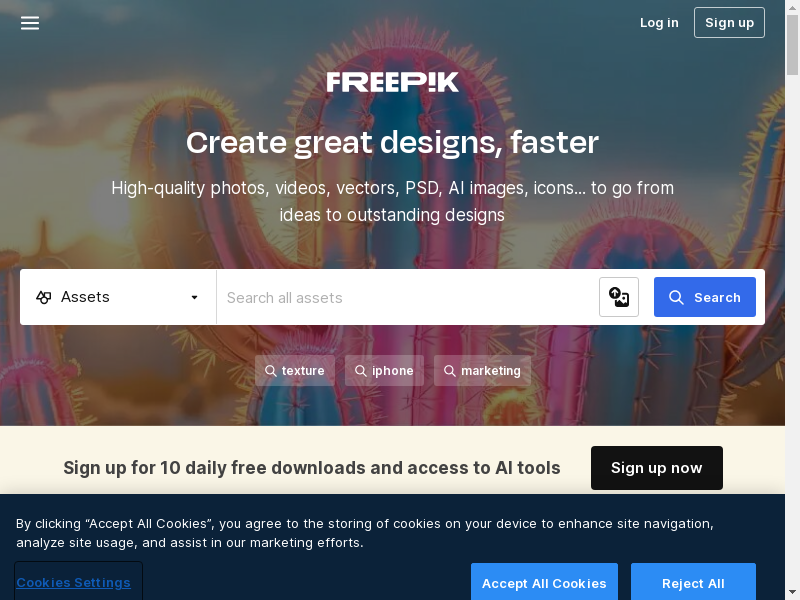 Log in
Sign up
FREEPIK
Create great designs, faster
High-quality photos, videos, vectors, PSD, AI images, icons... to go from
ideas to outstanding designs
Assets
Search all assets
Search
texture
iphone
marketing
Sign up for 10 daily free downloads and access to AI tools
Sign up now
By clicking “Accept All Cookies”, you agree to the storing of cookies on your device to enhance site navigation,
analyze site usage, and assist in our marketing efforts.
Cookies Settings
Accept All Cookies
Reject All